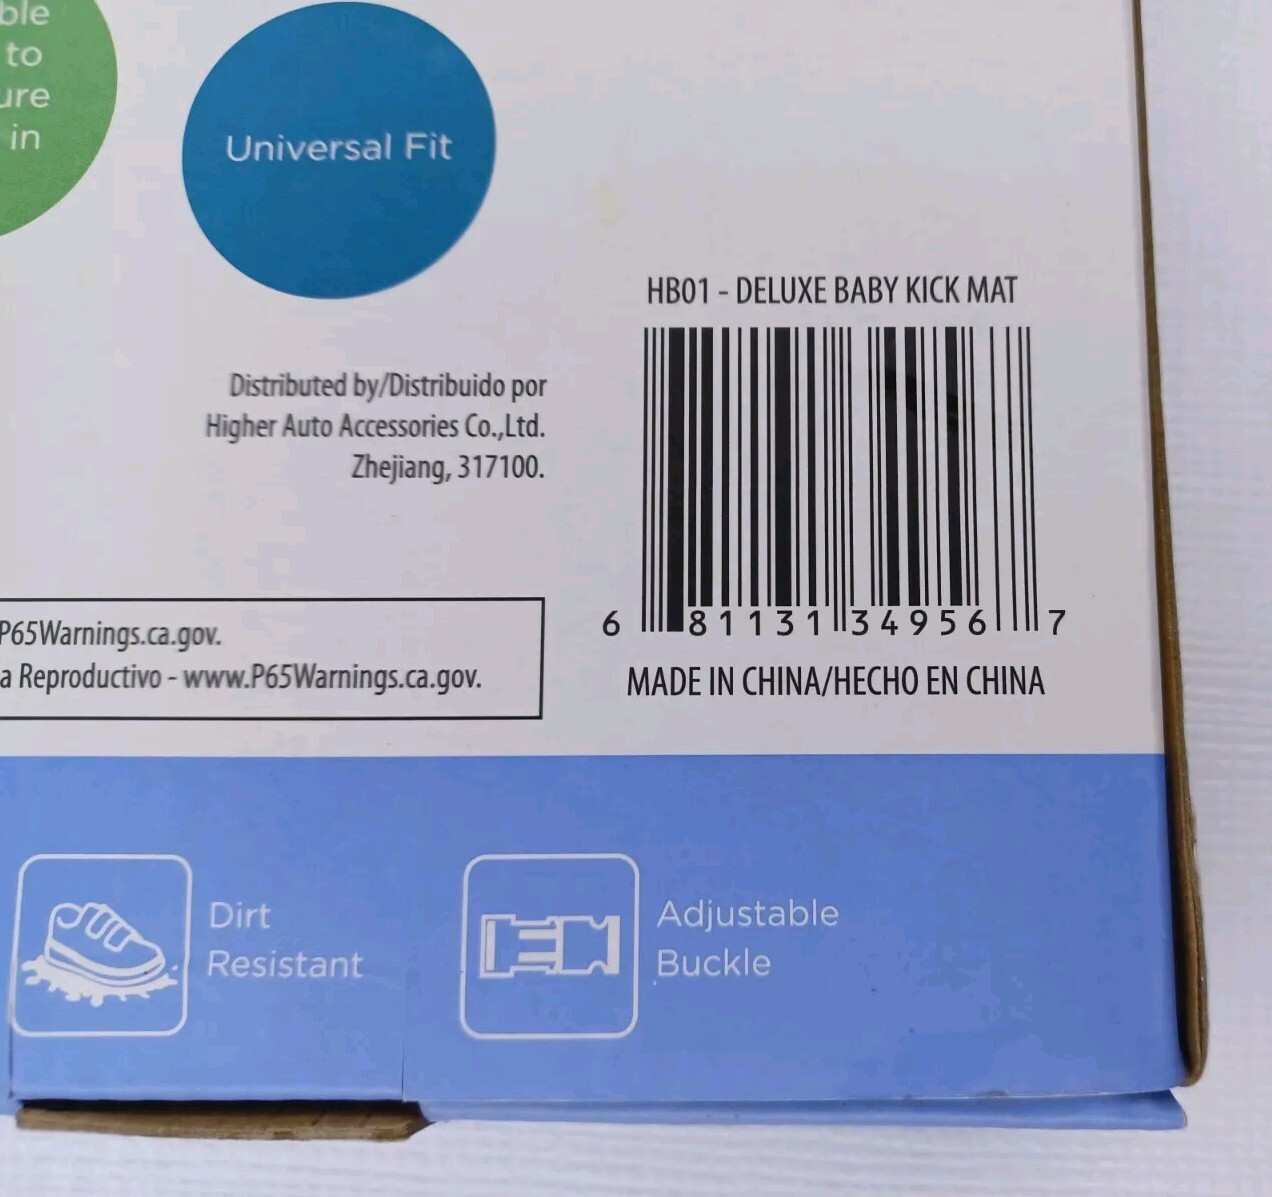 to
in
Universal Fit
HB01 - DELUXE BABY KICK MAT
Distributed by/Distribuido por
Higher Auto Accessories Co.,Ltd.
Zhejiang, 317100.
6 81131 34956 7
MADE IN CHINA/HECHO EN CHINA
P65Warnings.ca.gov.
a Reproductivo - www.P65Warnings.ca.gov.
Dirt
Resistant
Adjustable
Buckle